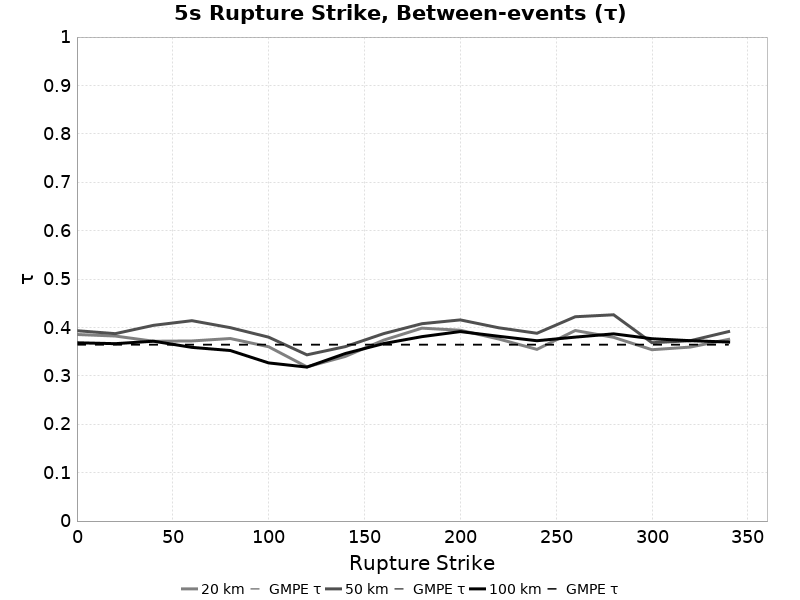 5s Rupture Strike, Between-events (τ)
1
0.9
0.8
0.7
0.6
0.5
0.4
0.3
0.2
0.1
0
τ
0 50 100 150 200 250 300 350
Rupture Strike
20 km GMPE τ 50 km GMPE τ 100 km GMPE τ